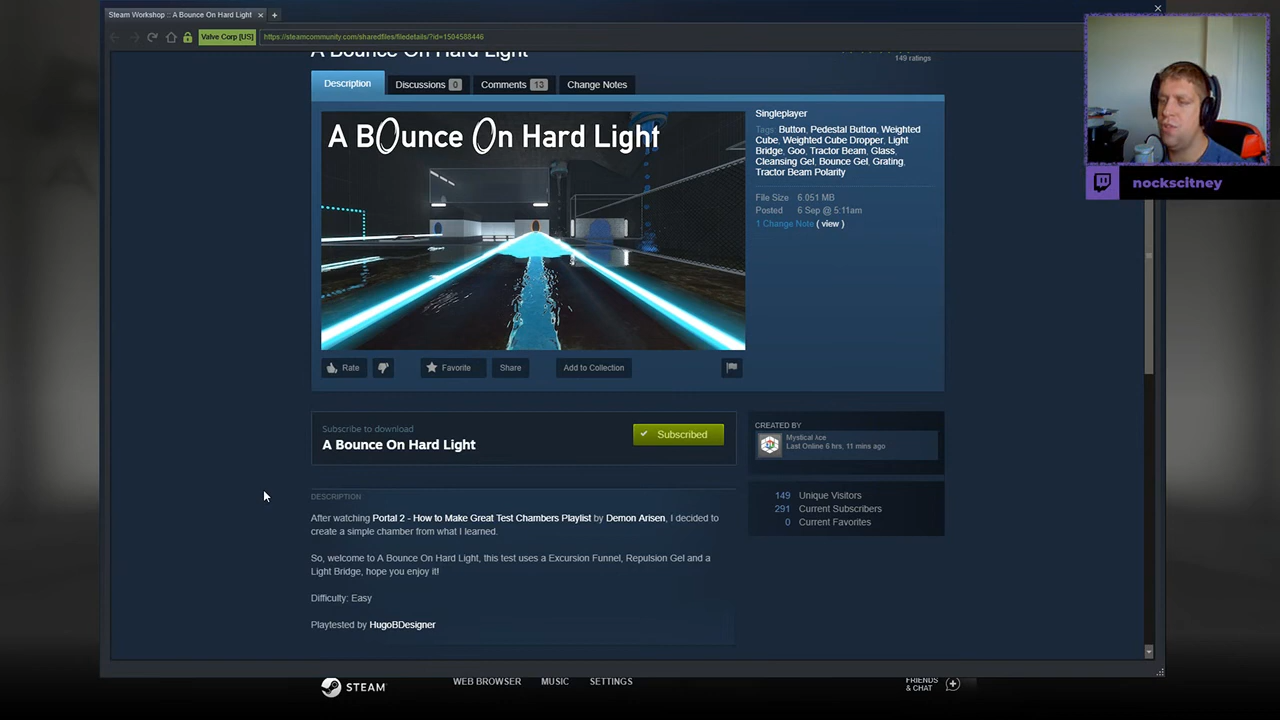 Steam Workshop :: A Bounce On Hard Light
Valve Corp [US]
https://steamcommunity.com/sharedfiles/filedetails/?id=1504588446
A Bounce On Hard Light
149 ratings
Description
Discussions 0
Comments 13
Change Notes
A BOunce On Hard Light
Singleplayer
Tags: Button, Pedestal Button, Weighted
Cube, Weighted Cube Dropper, Light
Bridge, Goo, Tractor Beam, Glass,
Cleansing Gel, Bounce Gel, Grating,
Tractor Beam Polarity
File Size 6.051 MB
Posted 6 Sep @ 5:11am
1 Change Note ( view )
nockscitney
Rate
Favorite
Share
Add to Collection
Subscribe to download
A Bounce On Hard Light
Subscribed
CREATED BY
Mystical λce
Last Online 6 hrs, 11 mins ago
149 Unique Visitors
291 Current Subscribers
0 Current Favorites
DESCRIPTION
After watching Portal 2 - How to Make Great Test Chambers Playlist by Demon Arisen, I decided to
create a simple chamber from what I learned.
So, welcome to A Bounce On Hard Light, this test uses a Excursion Funnel, Repulsion Gel and a
Light Bridge, hope you enjoy it!
Difficulty: Easy
Playtested by HugoBDesigner
STEAM
WEB BROWSER
MUSIC
SETTINGS
FRIENDS
& CHAT